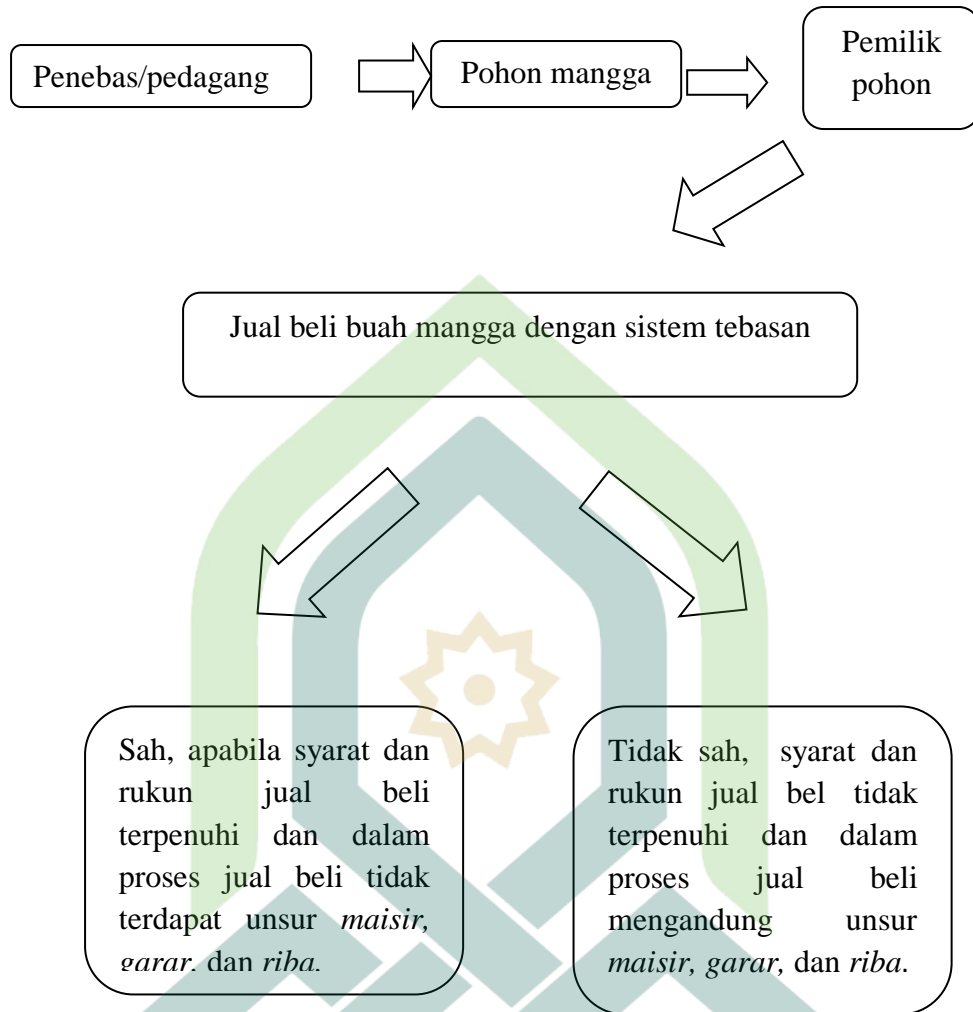 Penebas/pedagang
Pohon mangga
Pemilik
pohon
Jual beli buah mangga dengan sistem tebasan
Sah, apabila syarat dan
rukun jual beli
terpenuhi dan dalam
proses jual beli tidak
terdapat unsur maisir,
garar, dan riba.
Tidak sah, syarat dan
rukun jual bel tidak
terpenuhi dan dalam
proses jual beli
mengandung unsur
maisir, garar, dan riba.